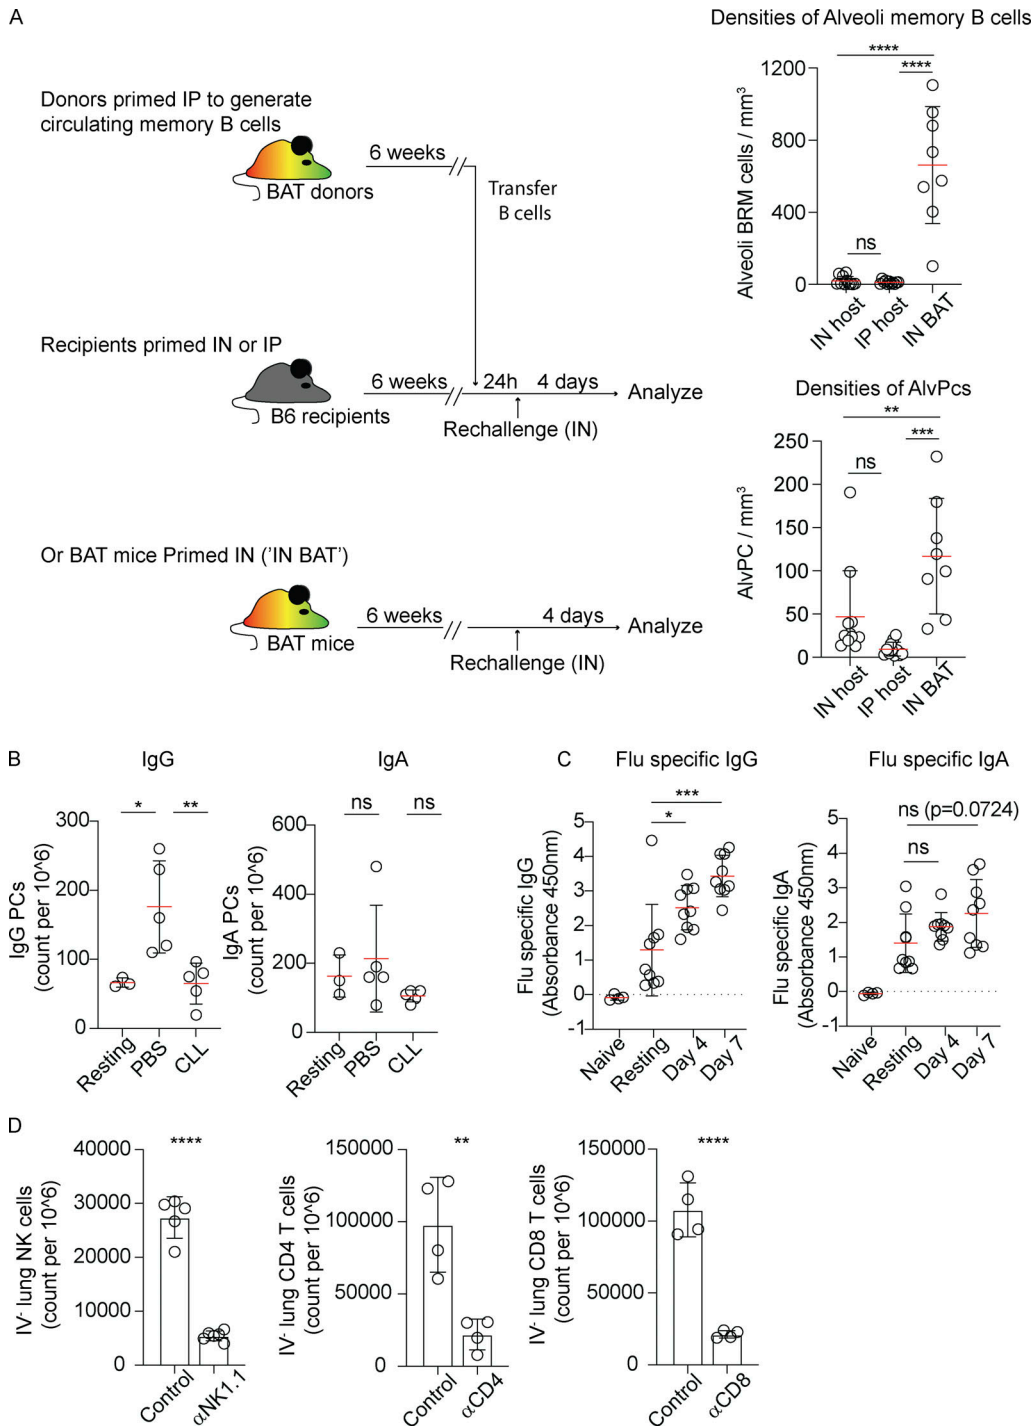 A
Densities of Alveoli memory B cells
Donors primed IP to generate
circulating memory B cells
6 weeks
BAT donors
Transfer
B cells
****
****
ns
Alveoli BRM cells / mm³
1200
800
400
0
IN host
IP host
IN BAT
Recipients primed IN or IP
6 weeks
24h
4 days
Analyze
B6 recipients
Rechallenge (IN)
Densities of AlvPcs
**
***
ns
AlvPC / mm³
250
200
150
100
50
0
IN host
IP host
IN BAT
Or BAT mice Primed IN ('IN BAT')
6 weeks
4 days
Analyze
BAT mice
Rechallenge (IN)
B
IgG
*
**
IgG PCs
(count per 10^6)
300
200
100
0
Resting
PBS
CLL
IgA
ns
ns
IgA PCs
(count per 10^6)
600
400
200
0
Resting
PBS
CLL
C
Flu specific IgG
***
*
Flu specific IgG
(Absorbance 450nm)
5
4
3
2
1
0
-1
Naive
Resting
Day 4
Day 7
Flu specific IgA
ns (p=0.0724)
ns
Flu specific IgA
(Absorbance 450nm)
5
4
3
2
1
0
-1
Naive
Resting
Day 4
Day 7
D
****
IV⁻ lung NK cells
(count per 10^6)
40000
30000
20000
10000
0
Control
αNK1.1
**
IV⁻ lung CD4 T cells
(count per 10^6)
150000
100000
50000
0
Control
αCD4
****
IV⁻ lung CD8 T cells
(count per 10^6)
150000
100000
50000
0
Control
αCD8